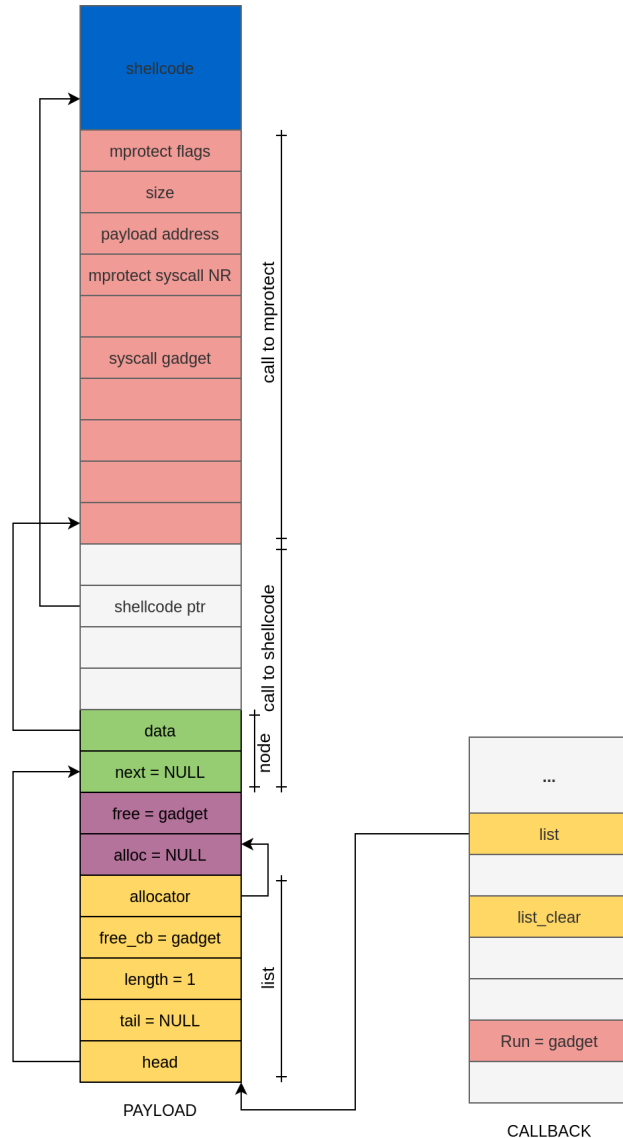 shellcode
mprotect flags
size
payload address
mprotect syscall NR
syscall gadget
call to mprotect
shellcode ptr
call to shellcode
data
next = NULL
node
free = gadget
alloc = NULL
allocator
free_cb = gadget
length = 1
tail = NULL
head
list
PAYLOAD
...
list
list_clear
Run = gadget
CALLBACK